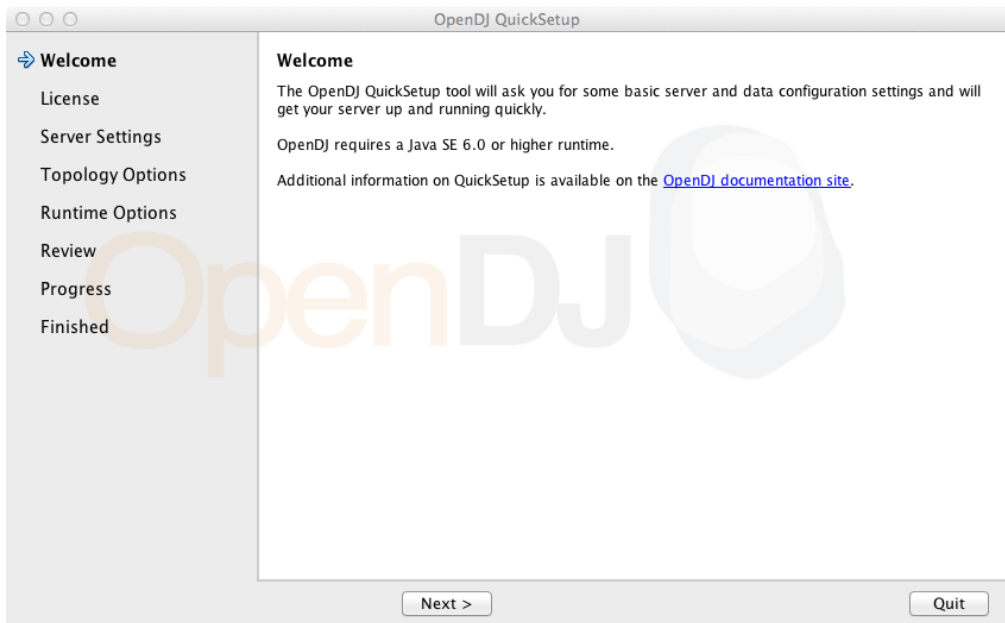 OpenDJ QuickSetup
Welcome
License
Server Settings
Topology Options
Runtime Options
Review
Progress
Finished
Welcome
The OpenDJ QuickSetup tool will ask you for some basic server and data configuration settings and will
get your server up and running quickly.
OpenDJ requires a Java SE 6.0 or higher runtime.
Additional information on QuickSetup is available on the OpenDJ documentation site.
OpenDJ
Next >
Quit